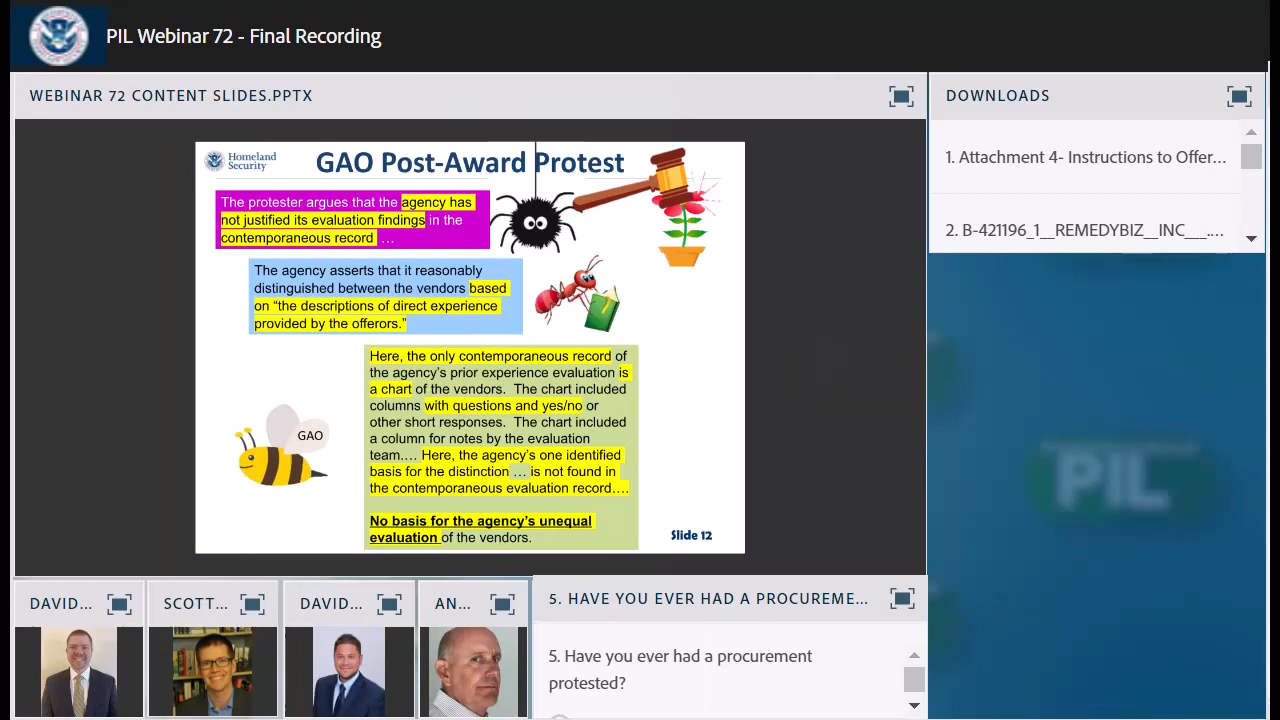 PIL Webinar 72 - Final Recording
WEBINAR 72 CONTENT SLIDES.PPTX
Homeland
Security
GAO Post-Award Protest
The protester argues that the agency has
not justified its evaluation findings in the
contemporaneous record ...
The agency asserts that it reasonably
distinguished between the vendors based
on “the descriptions of direct experience
provided by the offerors.”
Here, the only contemporaneous record of
the agency's prior experience evaluation is
a chart of the vendors. The chart included
columns with questions and yes/no or
other short responses. The chart included
a column for notes by the evaluation
team…. Here, the agency's one identified
basis for the distinction … is not found in
the contemporaneous evaluation record….
No basis for the agency's unequal
evaluation of the vendors.
GAO
Slide 12
DOWNLOADS
1. Attachment 4- Instructions to Offer...
2. B-421196_1__REMEDYBIZ__INC___....
PIL
DAVID...
SCOTT...
DAVID...
AN...
5. HAVE YOU EVER HAD A PROCUREME...
5. Have you ever had a procurement
protested?